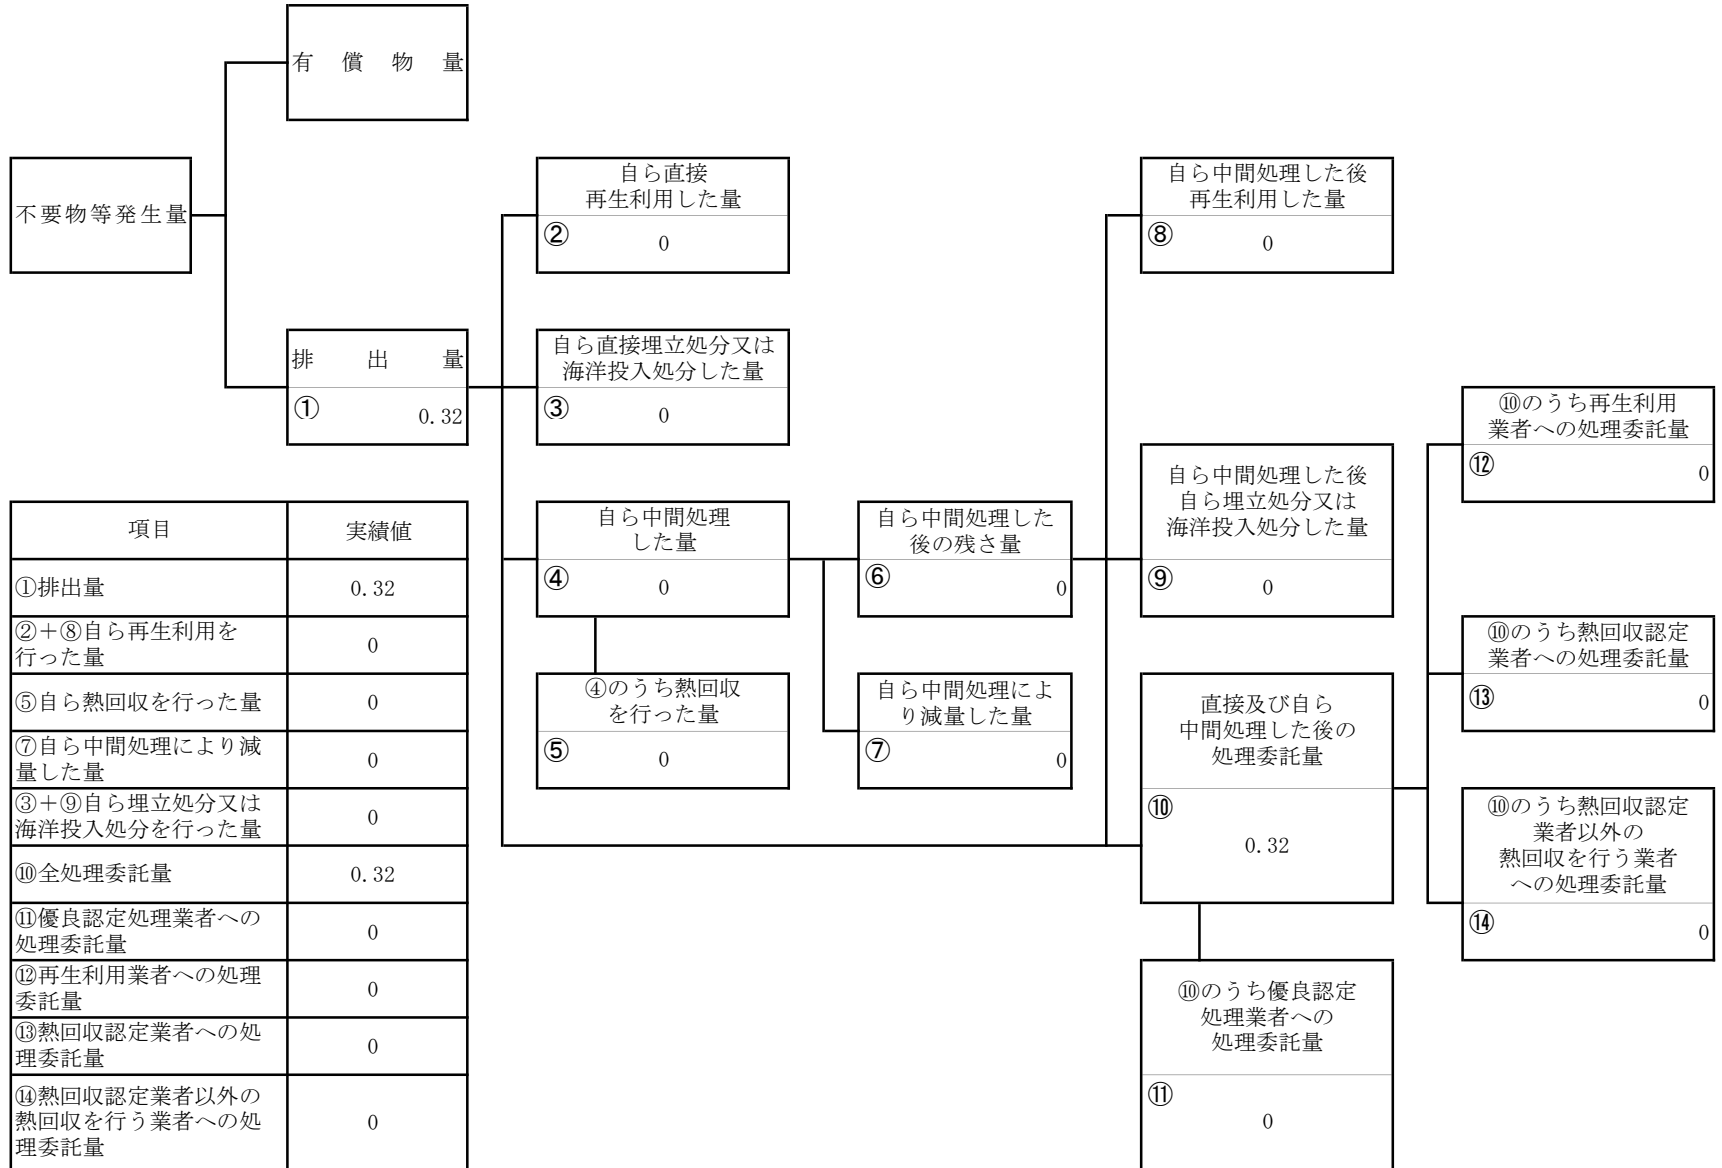 有償物量
不要物等発生量
自ら直接
再生利用した量
②
0
自ら中間処理した後
再生利用した量
⑧
0
排出量
①
0.32
自ら直接埋立処分又は
海洋投入処分した量
③
0
⑩のうち再生利用
業者への処理委託量
⑫
0
自ら中間処理
した量
④
0
自ら中間処理した
後の残さ量
⑥
0
自ら中間処理した後
自ら埋立処分又は
海洋投入処分した量
⑨
0
⑩のうち熱回収認定
業者への処理委託量
⑬
0
④のうち熱回収
を行った量
⑤
0
自ら中間処理によ
り減量した量
⑦
0
直接及び自ら
中間処理した後の
処理委託量
⑩
0.32
⑩のうち熱回収認定
業者以外の
熱回収を行う業者
への処理委託量
⑭
0
⑩のうち優良認定
処理業者への
処理委託量
⑪
0
項目
実績値
①排出量
0.32
②＋⑧自ら再生利用を
行った量
0
⑤自ら熱回収を行った量
0
⑦自ら中間処理により減
量した量
0
③＋⑨自ら埋立処分又は
海洋投入処分を行った量
0
⑩全処理委託量
0.32
⑪優良認定処理業者への
処理委託量
0
⑫再生利用業者への処理
委託量
0
⑬熱回収認定業者への処
理委託量
0
⑭熱回収認定業者以外の
熱回収を行う業者への処
理委託量
0